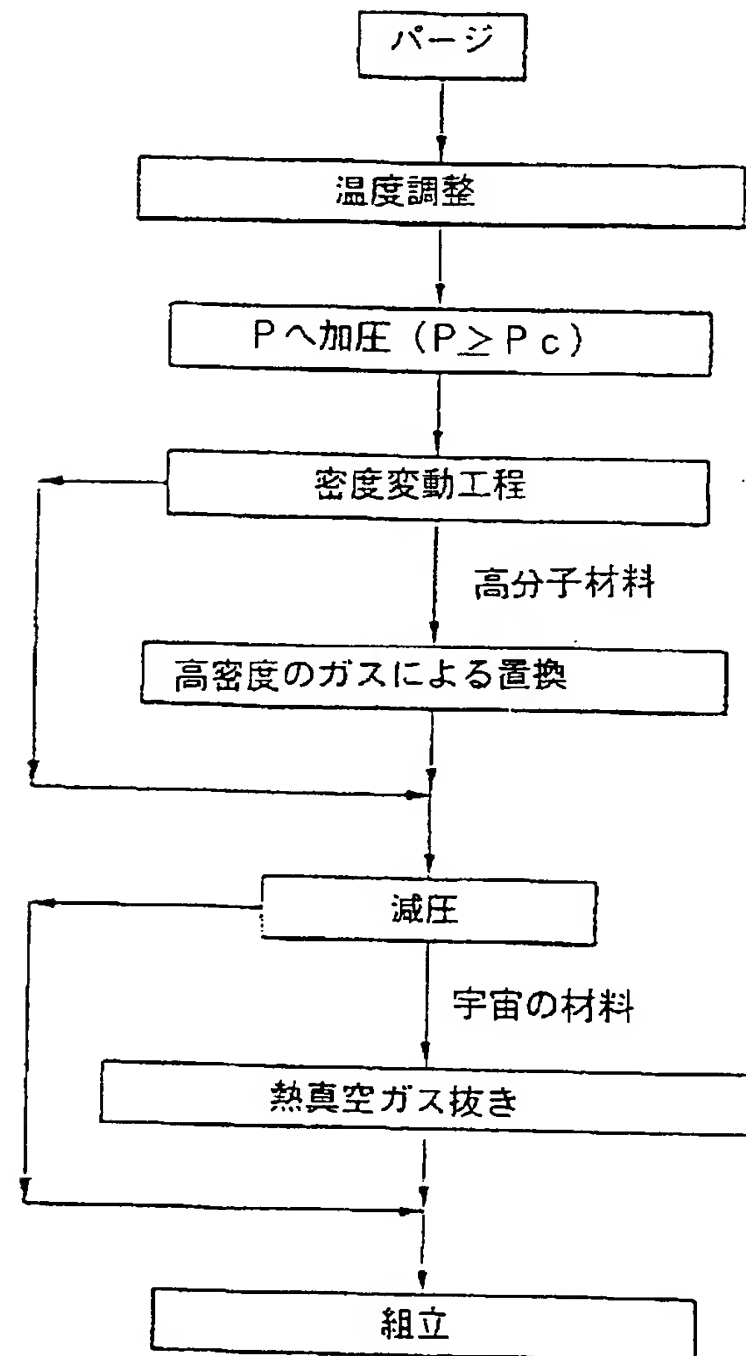 パージ
温度調整
Pへ加圧（P≧Pc）
密度変動工程
高分子材料
高密度のガスによる置換
減圧
宇宙の材料
熱真空ガス抜き
組立